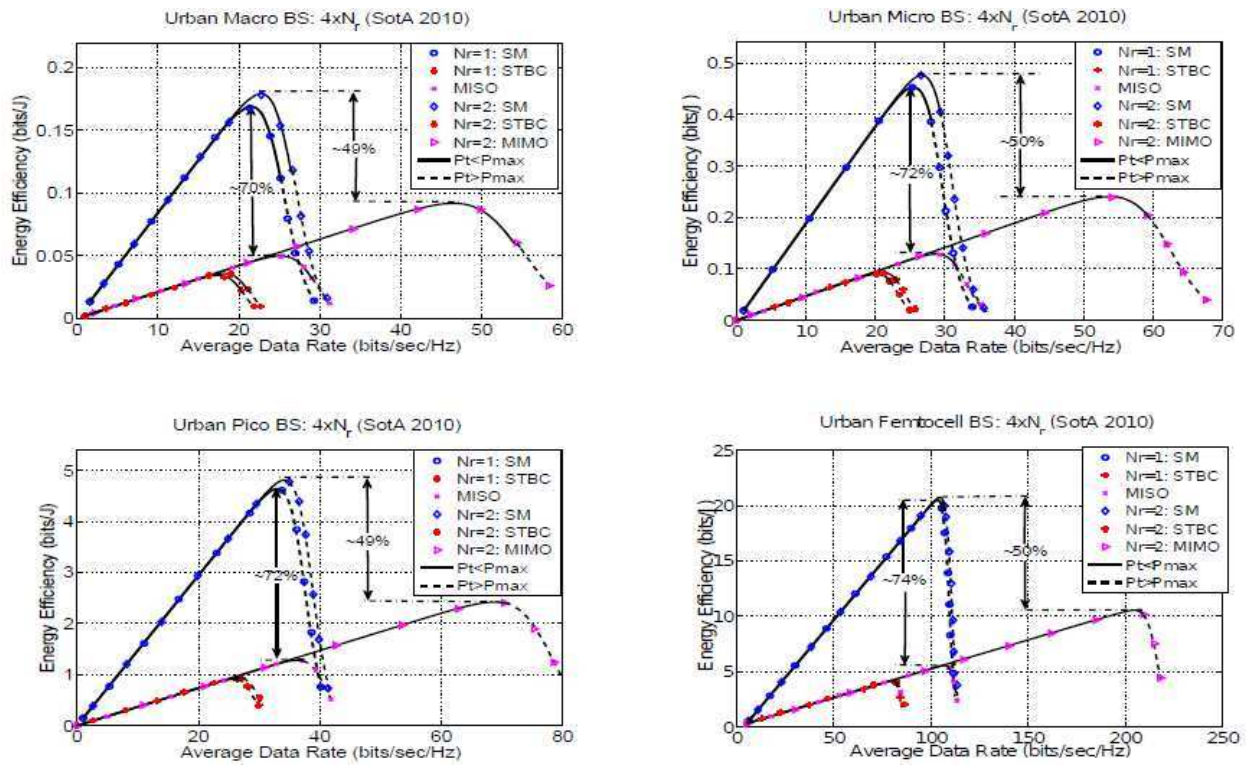 Urban Macro BS: 4xNr (SotA 2010)
Energy Efficiency (bits/J)
0.2
0.15
0.1
0.05
0
0
10
20
30
40
50
60
Average Data Rate (bits/sec/Hz)
~70%
~49%
Nr=1: SM
Nr=1: STBC
MISO
Nr=2: SM
Nr=2: STBC
Nr=2: MIMO
Pt<Pmax
Pt>Pmax
Urban Micro BS: 4xNr (SotA 2010)
Energy Efficiency (bits/J)
0.5
0.4
0.3
0.2
0.1
0
0
10
20
30
40
50
60
70
Average Data Rate (bits/sec/Hz)
~72%
~50%
Nr=1: SM
Nr=1: STBC
MISO
Nr=2: SM
Nr=2: STBC
Nr=2: MIMO
Pt<Pmax
Pt>Pmax
Urban Pico BS: 4xNr (SotA 2010)
Energy Efficiency (bits/J)
5
4
3
2
1
0
0
20
40
60
80
Average Data Rate (bits/sec/Hz)
~72%
~49%
Nr=1: SM
Nr=1: STBC
MISO
Nr=2: SM
Nr=2: STBC
Nr=2: MIMO
Pt<Pmax
Pt>Pmax
Urban Femtocell BS: 4xNr (SotA 2010)
Energy Efficiency (bits/J)
25
20
15
10
5
0
0
50
100
150
200
250
Average Data Rate (bits/sec/Hz)
~74%
~50%
Nr=1: SM
Nr=1: STBC
MISO
Nr=2: SM
Nr=2: STBC
Nr=2: MIMO
Pt<Pmax
Pt>Pmax